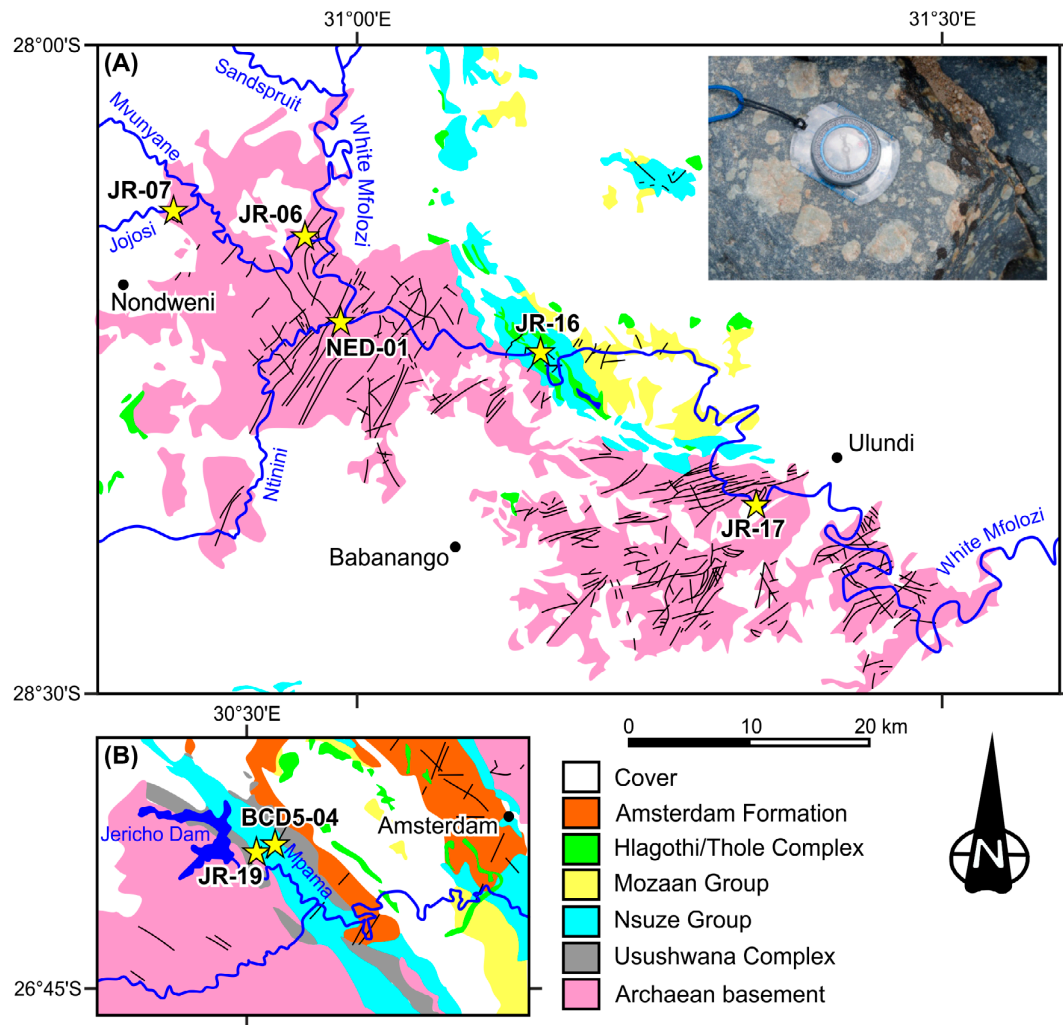 31°00'E
31°30'E
28°00'S
(A)
Sandspruit
Mvunyane
White Mfolozi
JR-07
JR-06
Jojosi
Nondweni
NED-01
JR-16
Ntinini
Ulundi
JR-17
Babanango
White Mfolozi
28°30'S
30°30'E
0 10 20 km
(B)
BCD5-04
Amsterdam
Jericho Dam
Mpama
JR-19
26°45'S
Cover
Amsterdam Formation
Hlagothi/Thole Complex
Mozaan Group
Nsuze Group
Usushwana Complex
Archaean basement
N